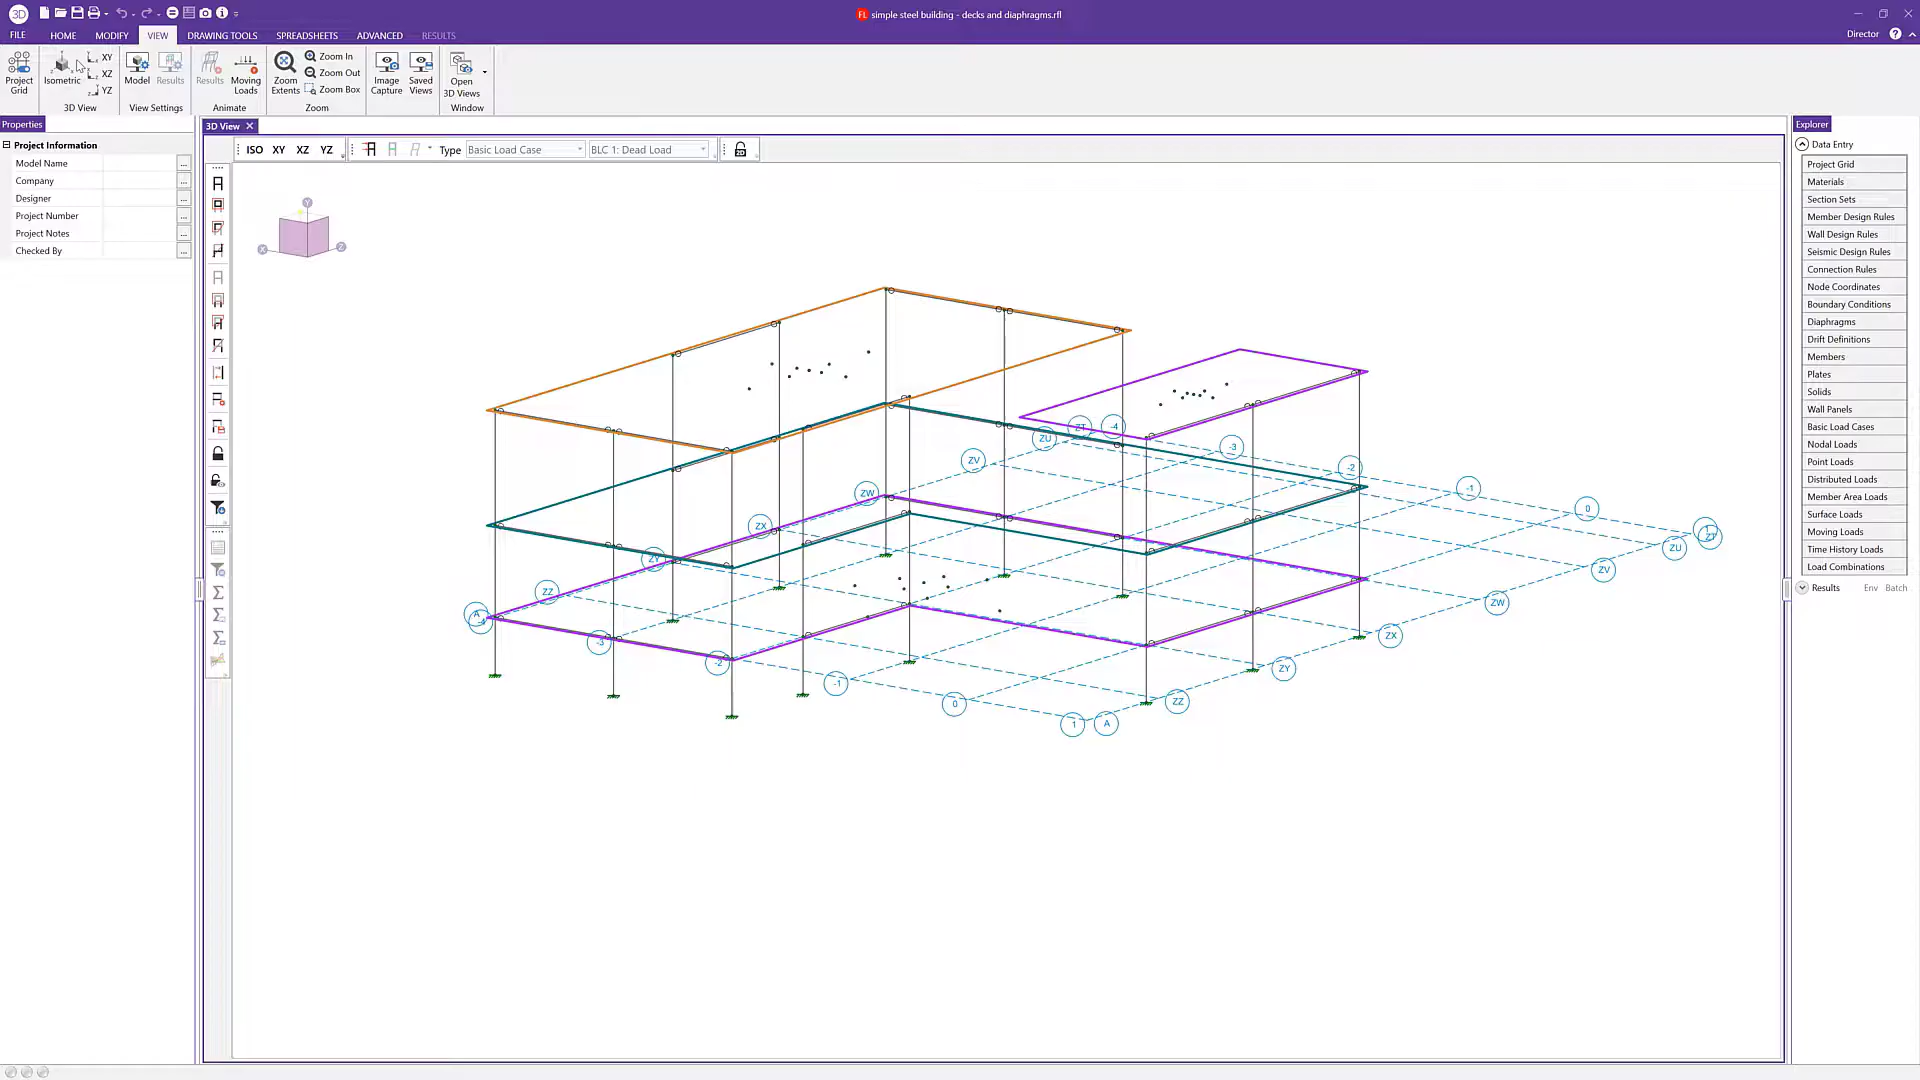 3D
FL simple steel building - decks and diaphragms.rfl
FILE HOME MODIFY VIEW DRAWING TOOLS SPREADSHEETS ADVANCED RESULTS
Director
Project Grid
Isometric
XY
XZ
YZ
Model
Results
Results
Moving Loads
Zoom Extents
Zoom In
Zoom Out
Zoom Box
Image Capture
Saved Views
Open 3D Views
3D View
View Settings
Animate
Zoom
Window
Properties
Project Information
Model Name
Company
Designer
Project Number
Project Notes
Checked By
3D View
ISO XY XZ YZ
Type Basic Load Case BLC 1: Dead Load
Y
X
Z
ZT
-4
ZU
-3
ZV
-2
ZW
-1
0
ZX
1
ZT
ZU
ZY
ZV
ZZ
ZW
A
-4
ZX
-3
-2
ZY
-1
ZZ
0
1
A
Explorer
Data Entry
Project Grid
Materials
Section Sets
Member Design Rules
Wall Design Rules
Seismic Design Rules
Connection Rules
Node Coordinates
Boundary Conditions
Diaphragms
Drift Definitions
Members
Plates
Solids
Wall Panels
Basic Load Cases
Nodal Loads
Point Loads
Distributed Loads
Member Area Loads
Surface Loads
Moving Loads
Time History Loads
Load Combinations
Results Env Batch